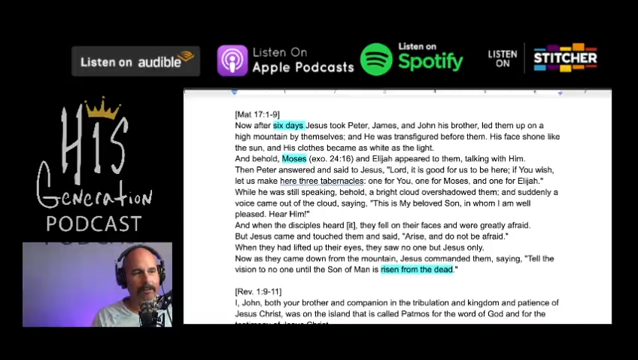 Listen on audible
Listen On
Apple Podcasts
Listen on
Spotify
LISTEN
ON
STITCHER
HIS
Generation
PODCAST
[Mat 17:1-9]
Now after six days Jesus took Peter, James, and John his brother, led them up on a
high mountain by themselves; and He was transfigured before them. His face shone like
the sun, and His clothes became as white as the light.
And behold, Moses (exo. 24:16) and Elijah appeared to them, talking with Him.
Then Peter answered and said to Jesus, "Lord, it is good for us to be here; if You wish,
let us make here three tabernacles: one for You, one for Moses, and one for Elijah."
While he was still speaking, behold, a bright cloud overshadowed them; and suddenly a
voice came out of the cloud, saying, "This is My beloved Son, in whom I am well
pleased. Hear Him!"
And when the disciples heard [it], they fell on their faces and were greatly afraid.
But Jesus came and touched them and said, "Arise, and do not be afraid."
When they had lifted up their eyes, they saw no one but Jesus only.
Now as they came down from the mountain, Jesus commanded them, saying, "Tell the
vision to no one until the Son of Man is risen from the dead."
[Rev. 1:9-11]
I, John, both your brother and companion in the tribulation and kingdom and patience of
Jesus Christ, was on the island that is called Patmos for the word of God and for the
testimony of Jesus Christ.